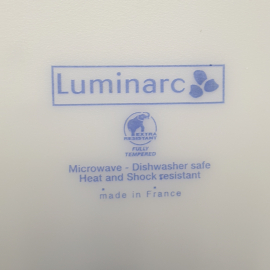 Luminarc
EXTRA
RESISTANT
FULLY
TEMPERED
Microwave - Dishwasher safe
Heat and Shock resistant
made in France